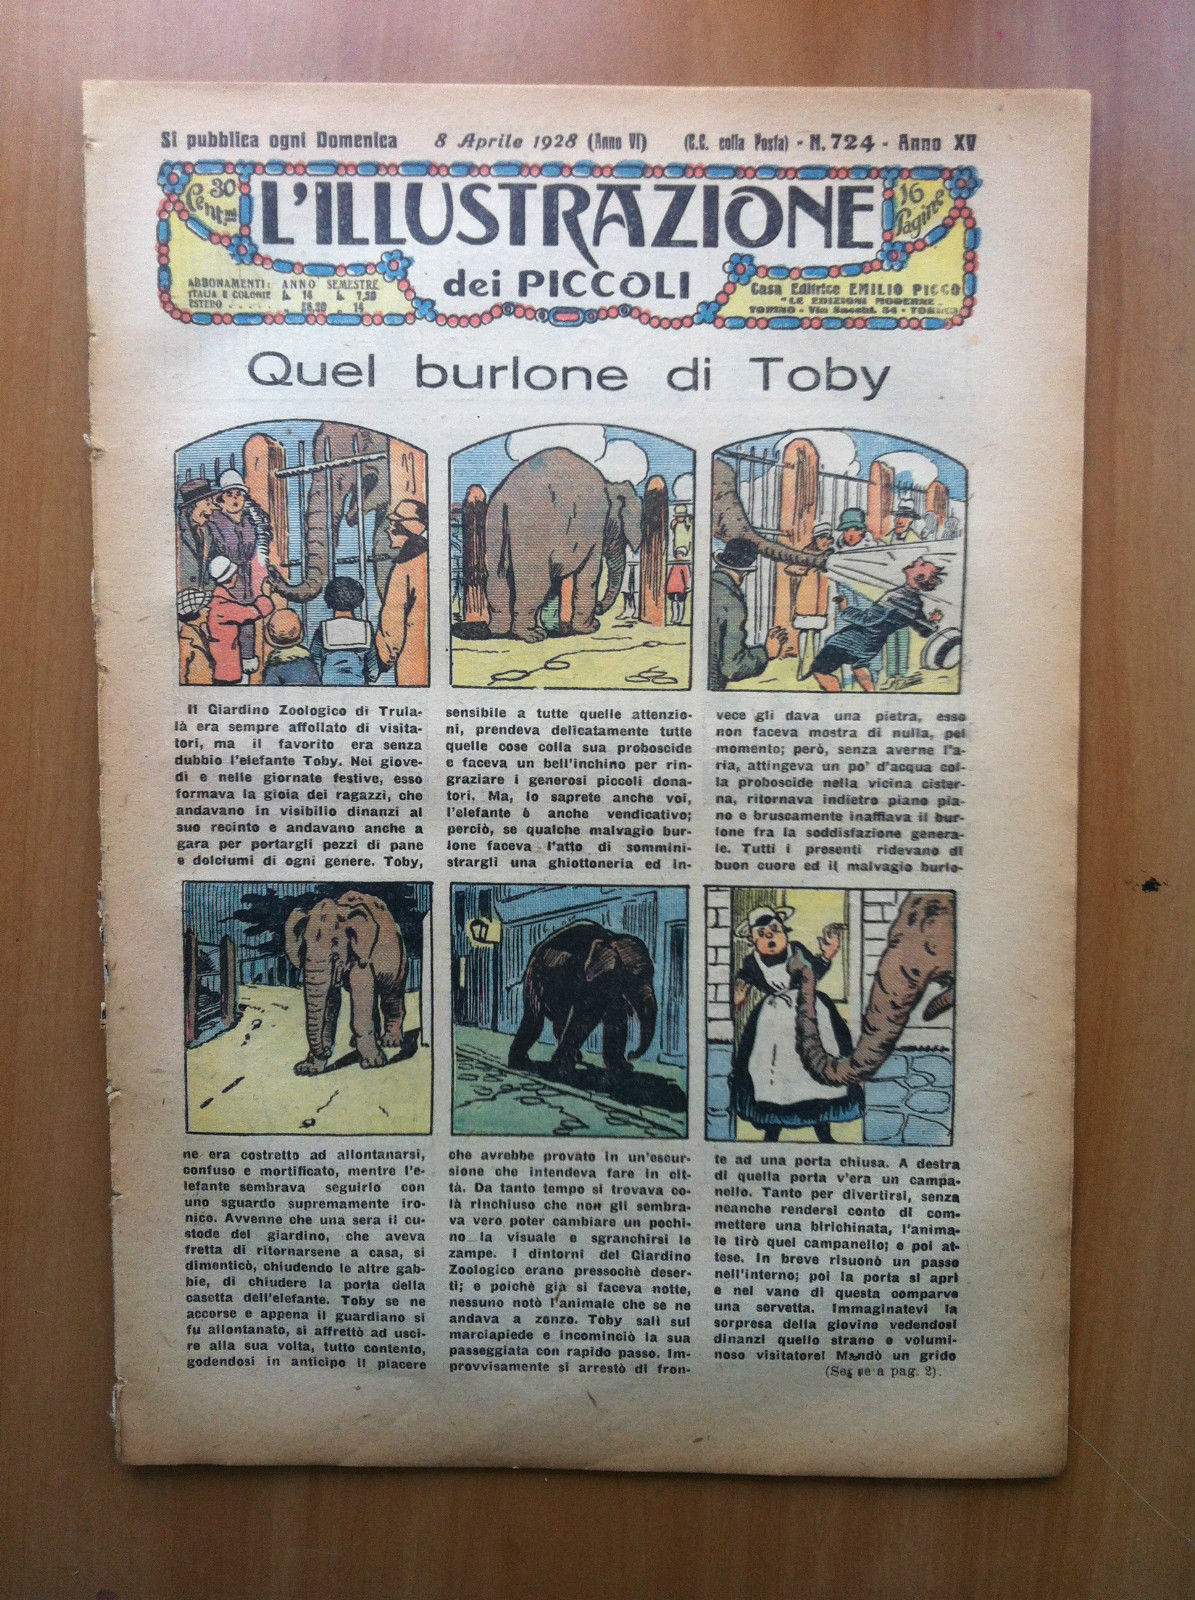 Si pubblica ogni Domenica 8 Aprile 1928 (Anno VI) (C.C. colla Posta) - N. 724 - Anno XV
30 Cent.mi
L'ILLUSTRAZIONE
16 Pagine
dei PICCOLI
ABBONAMENTI: ANNO SEMESTRE
ITALIA E COLONIE L. 14 L. 7,50
ESTERO 14
Casa Editrice EMILIO PICCO
"LE EDIZIONI MODERNE"
TORINO - Via 34 -
Quel burlone di Toby
Il Giardino Zoologico di Trula-
là era sempre affollato di visita-
tori, ma il favorito era senza
dubbio l'elefante Toby. Nei giove-
dì e nelle giornate festive, esso
formava la gioia dei ragazzi, che
andavano in visibilio dinanzi al
suo recinto e andavano anche a
gara per portargli pezzi di pane
e dolciumi di ogni genere. Toby,
sensibile a tutte quelle attenzio-
ni, prendeva delicatamente tutte
quelle cose colla sua proboscide
e faceva un bell'inchino per rin-
graziare i generosi piccoli dona-
tori. Ma, lo saprete anche voi,
l'elefante è anche vendicativo;
perciò, se qualche malvagio bur-
lone faceva l'atto di sommini-
strargli una ghiottoneria ed in-
vece gli dava una pietra, esso
non faceva mostra di nulla, pel
momento; però, senza averne l'a-
ria, attingeva un po' d'acqua col-
la proboscide nella vicina cister-
na, ritornava indietro piano pia-
no e bruscamente inaffiava il bur-
lone fra la soddisfazione genera-
le. Tutti i presenti ridevano di
buon cuore ed il malvagio burlo-
ne era costretto ad allontanarsi,
confuso e mortificato, mentre l'e-
lefante sembrava seguirlo con
uno sguardo supremamente iro-
nico. Avvenne che una sera il cu-
stode del giardino, che aveva
fretta di ritornarsene a casa, si
dimenticò, chiudendo le altre gab-
bie, di chiudere la porta della
casetta dell'elefante. Toby se ne
accorse e appena il guardiano si
fu allontanato, si affrettò ad usci-
re alla sua volta, tutto contento,
godendosi in anticipo il piacere
che avrebbe provato in un'escur-
sione che intendeva fare in cit-
tà. Da tanto tempo si trovava co-
là rinchiuso che non gli sembra-
va vero poter cambiare un pochi-
no la visuale e sgranchirsi le
zampe. I dintorni del Giardino
Zoologico erano pressochè deser-
ti; e poichè già si faceva notte,
nessuno notò l'animale che se ne
andava a zonzo. Toby salì sul
marciapiede e incominciò la sua
passeggiata con rapido passo. Im-
provvisamente si arrestò di fron-
te ad una porta chiusa. A destra
di quella porta v'era un campa-
nello. Tanto per divertirsi, senza
neanche rendersi conto di com-
mettere una birichinata, l'anima-
le tirò quel campanello; e poi at-
tese. In breve risuonò un passo
nell'interno; poi la porta si aprì
e nel vano di questa comparve
una servetta. Immaginatevi la
sorpresa della giovine vedendosi
dinanzi quello strano e volumi-
noso visitatore! Mandò un grido
(Segue a pag. 2).